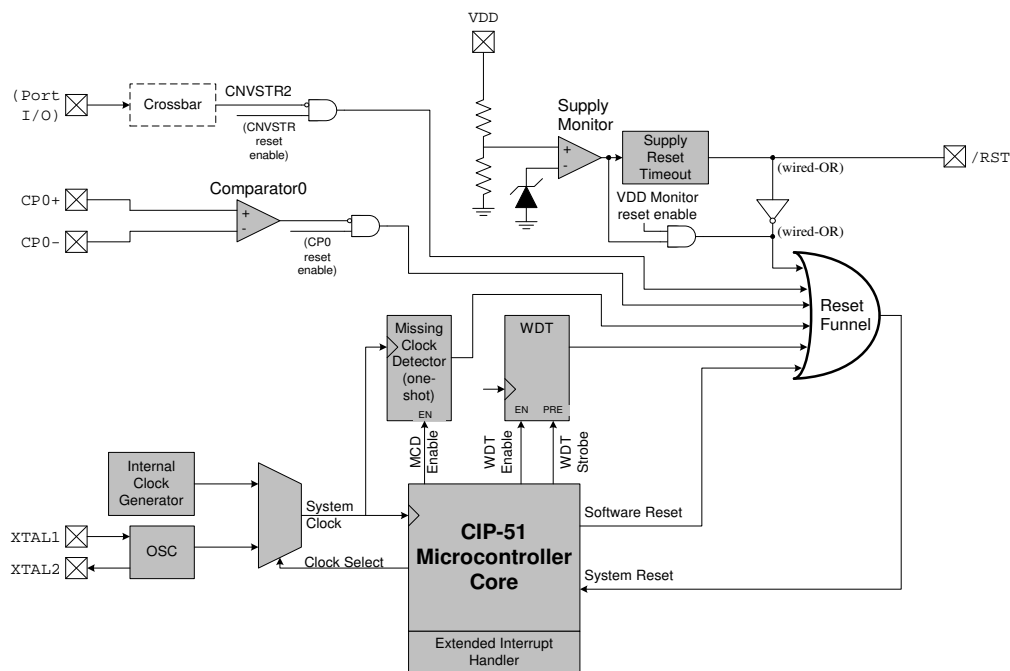 VDD
(Port
I/O)
Crossbar
CNVSTR2
(CNVSTR
reset
enable)
Supply
Monitor
+
-
Supply
Reset
Timeout
(wired-OR)
/RST
VDD Monitor
reset enable
(wired-OR)
CP0+
CP0-
Comparator0
+
-
(CP0
reset
enable)
Reset
Funnel
Missing
Clock
Detector
(one-
shot)
EN
WDT
EN
PRE
MCD
Enable
WDT
Enable
WDT
Strobe
Internal
Clock
Generator
System
Clock
XTAL1
XTAL2
OSC
Clock Select
CIP-51
Microcontroller
Core
Software Reset
System Reset
Extended Interrupt
Handler